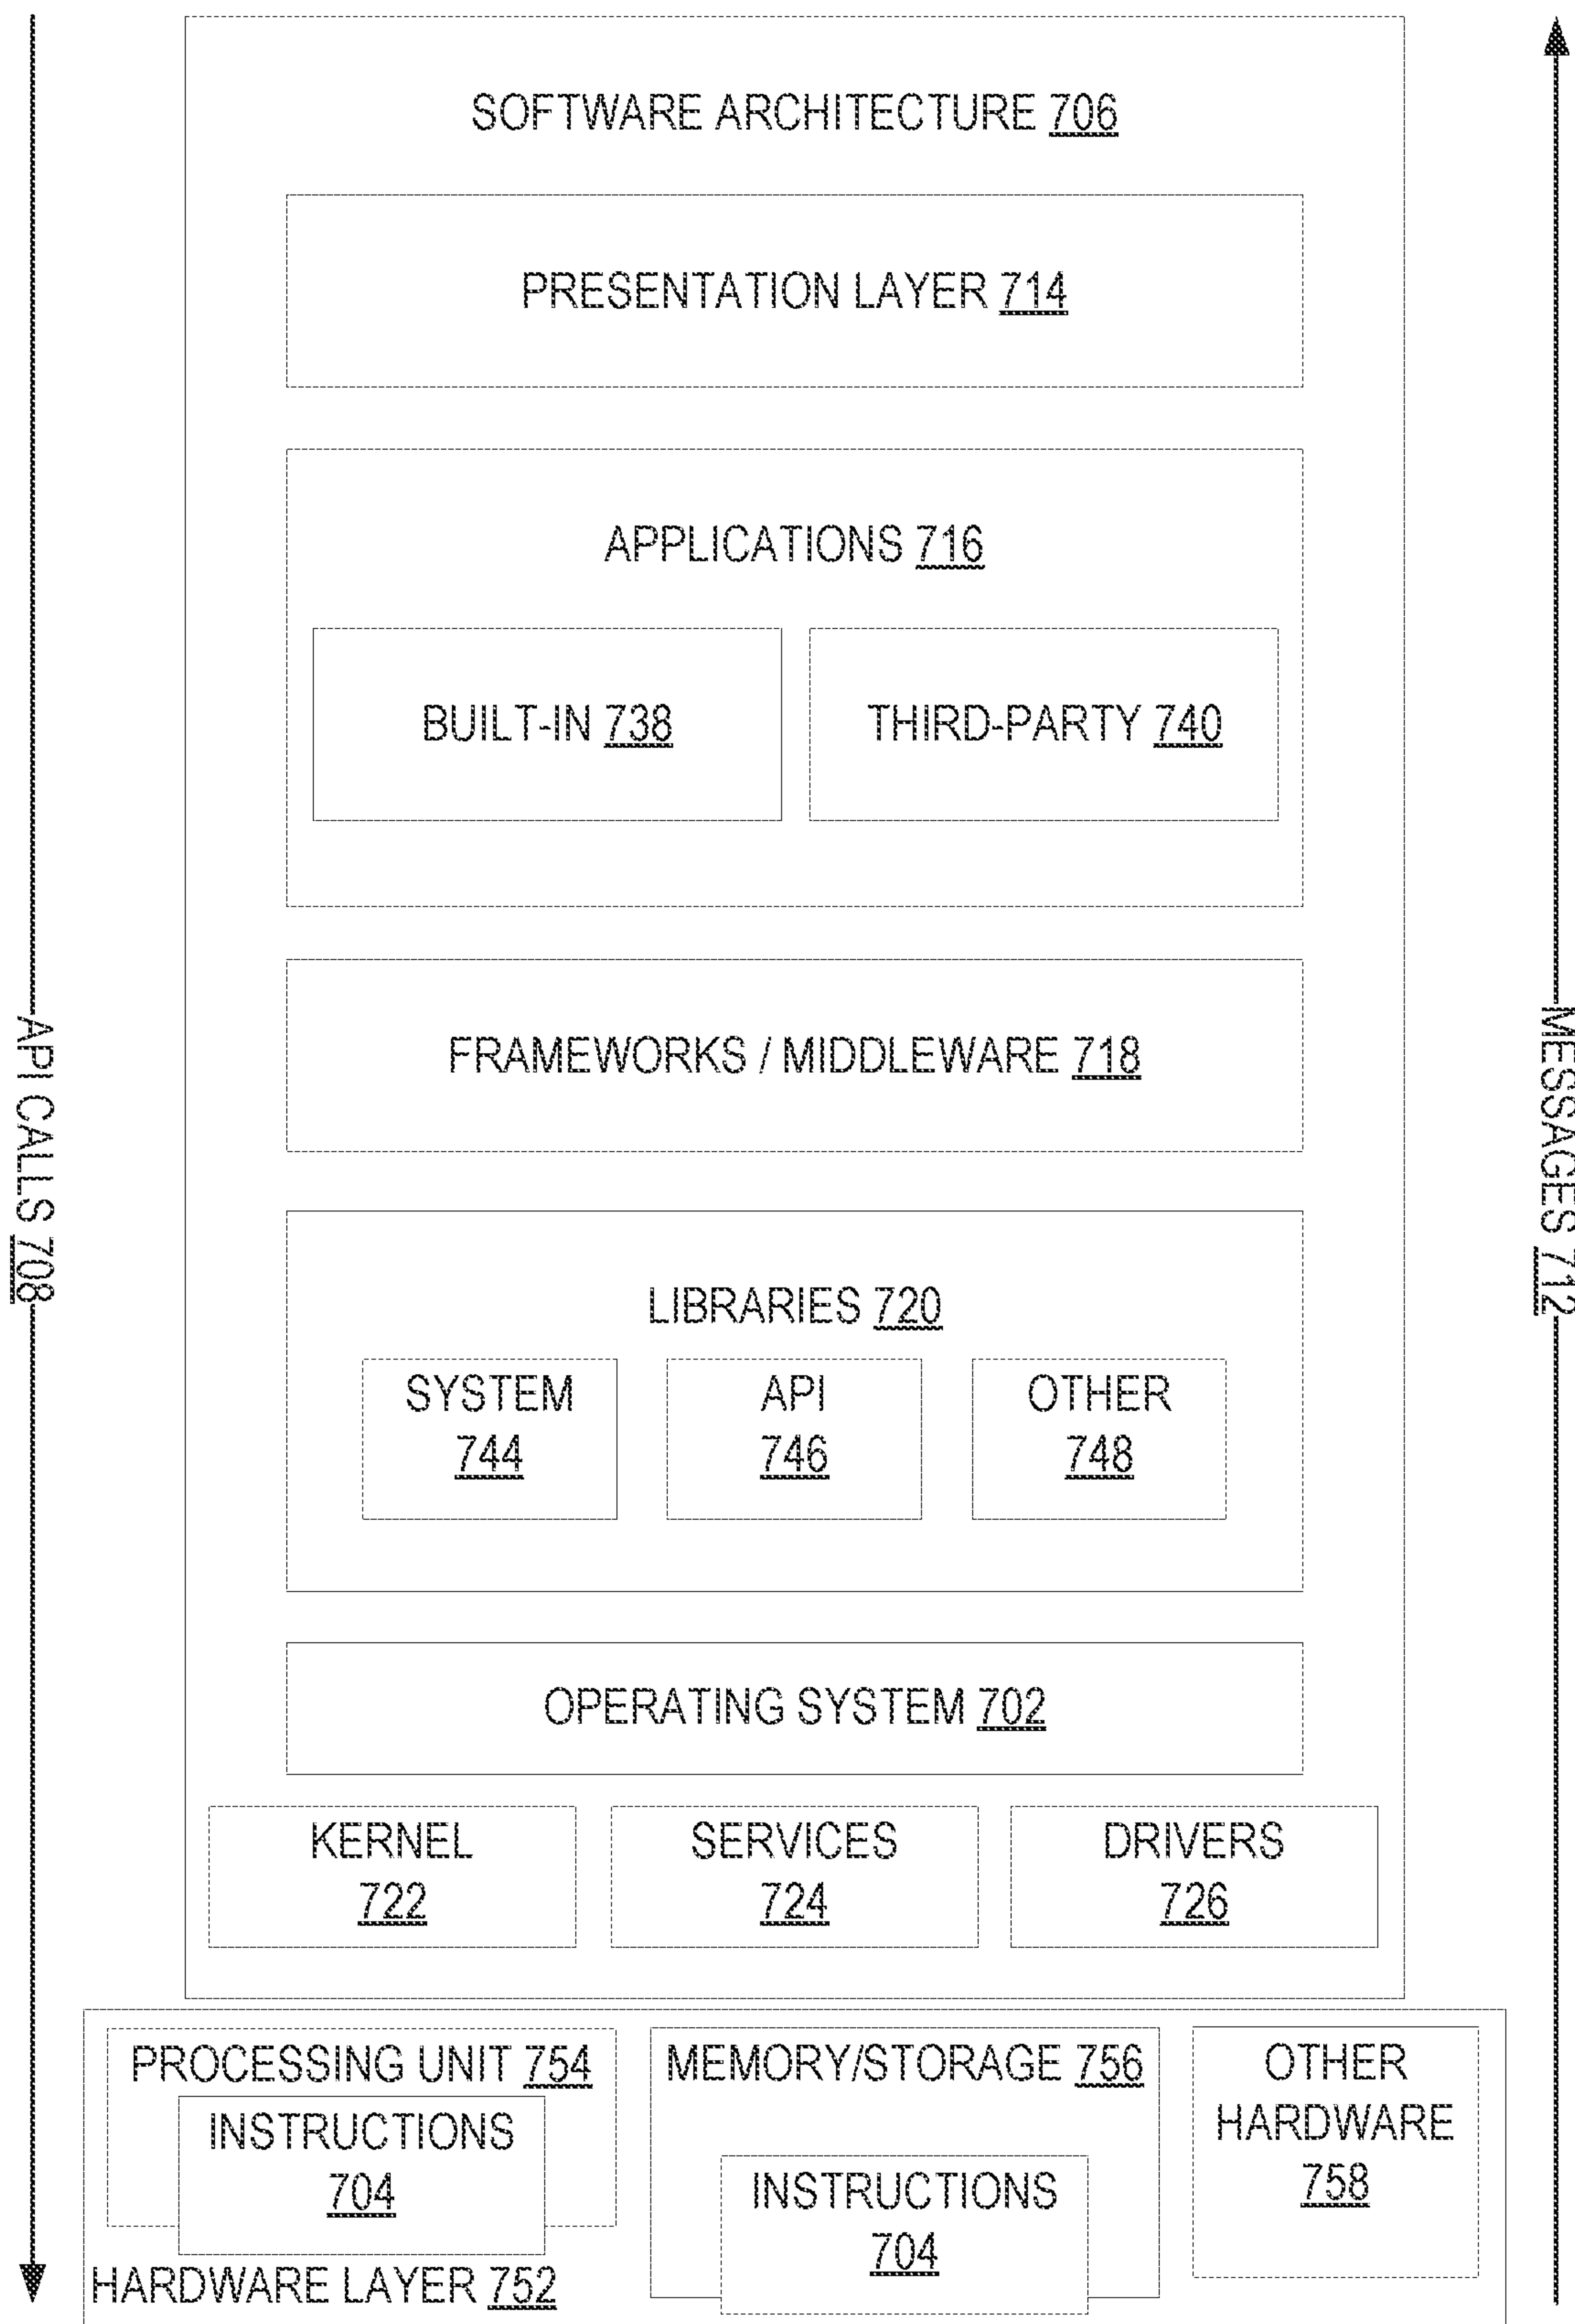 SOFTWARE ARCHITECTURE 706
PRESENTATION LAYER 714
APPLICATIONS 716
BUILT-IN 738
THIRD-PARTY 740
FRAMEWORKS / MIDDLEWARE 718
API CALLS 708
MESSAGES 712
LIBRARIES 720
SYSTEM
744
API
746
OTHER
748
OPERATING SYSTEM 702
KERNEL
722
SERVICES
724
DRIVERS
726
PROCESSING UNIT 754
INSTRUCTIONS
704
MEMORY/STORAGE 756
INSTRUCTIONS
704
OTHER
HARDWARE
758
HARDWARE LAYER 752